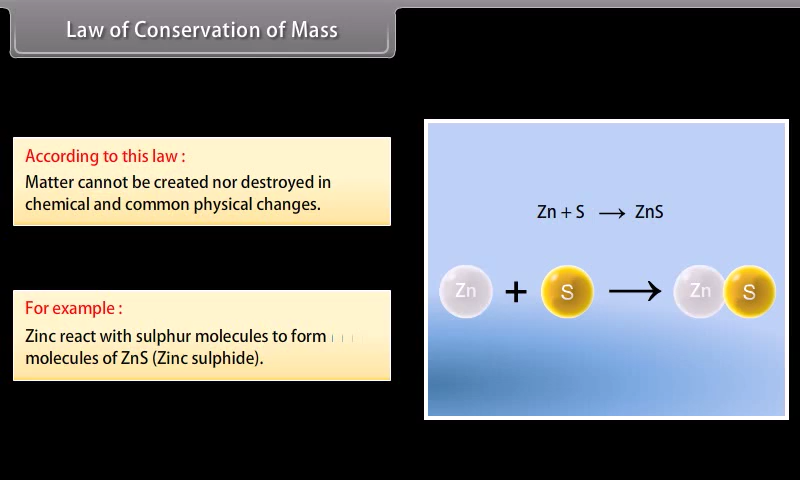 Law of Conservation of Mass
According to this law :
Matter cannot be created nor destroyed in
chemical and common physical changes.
For example :
Zinc react with sulphur molecules to form
molecules of ZnS (Zinc sulphide).
Zn + S → ZnS
Zn + S → Zn S